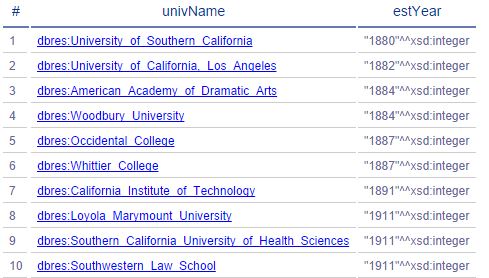 # univName estYear
1 dbres:University_of_Southern_California "1880"^^xsd:integer
2 dbres:University_of_California,_Los_Angeles "1882"^^xsd:integer
3 dbres:American_Academy_of_Dramatic_Arts "1884"^^xsd:integer
4 dbres:Woodbury_University "1884"^^xsd:integer
5 dbres:Occidental_College "1887"^^xsd:integer
6 dbres:Whittier_College "1887"^^xsd:integer
7 dbres:California_Institute_of_Technology "1891"^^xsd:integer
8 dbres:Loyola_Marymount_University "1911"^^xsd:integer
9 dbres:Southern_California_University_of_Health_Sciences "1911"^^xsd:integer
10 dbres:Southwestern_Law_School "1911"^^xsd:integer